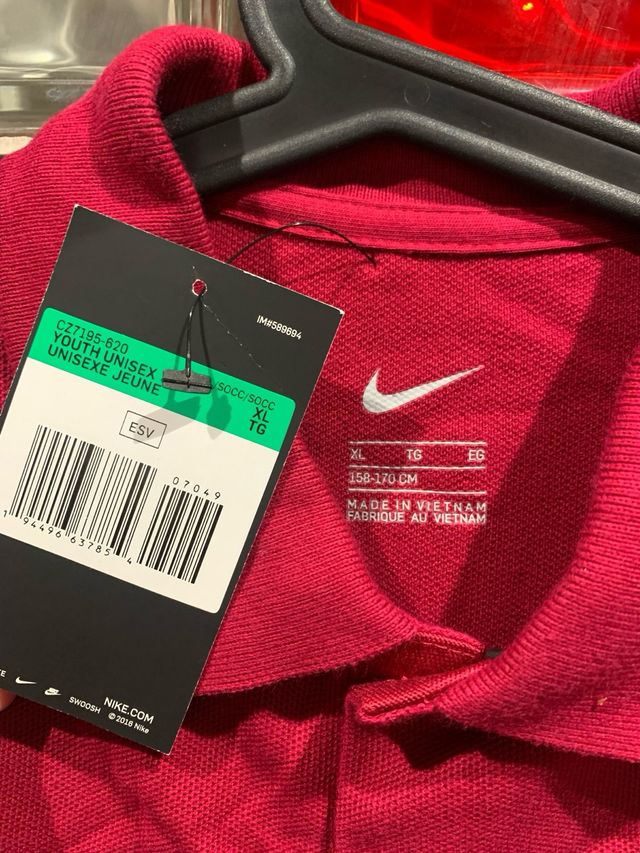 IM#589694
CZ7195-620
YOUTH UNISEX
UNISEXE JEUNE
/SOCC/SOCC
XL
TG
ESV
07049
1 94496 63785 4
SWOOSH
NIKE.COM
©2016 Nike
XL TG EG
158-170 CM
MADE IN VIETNAM
FABRIQUE AU VIETNAM